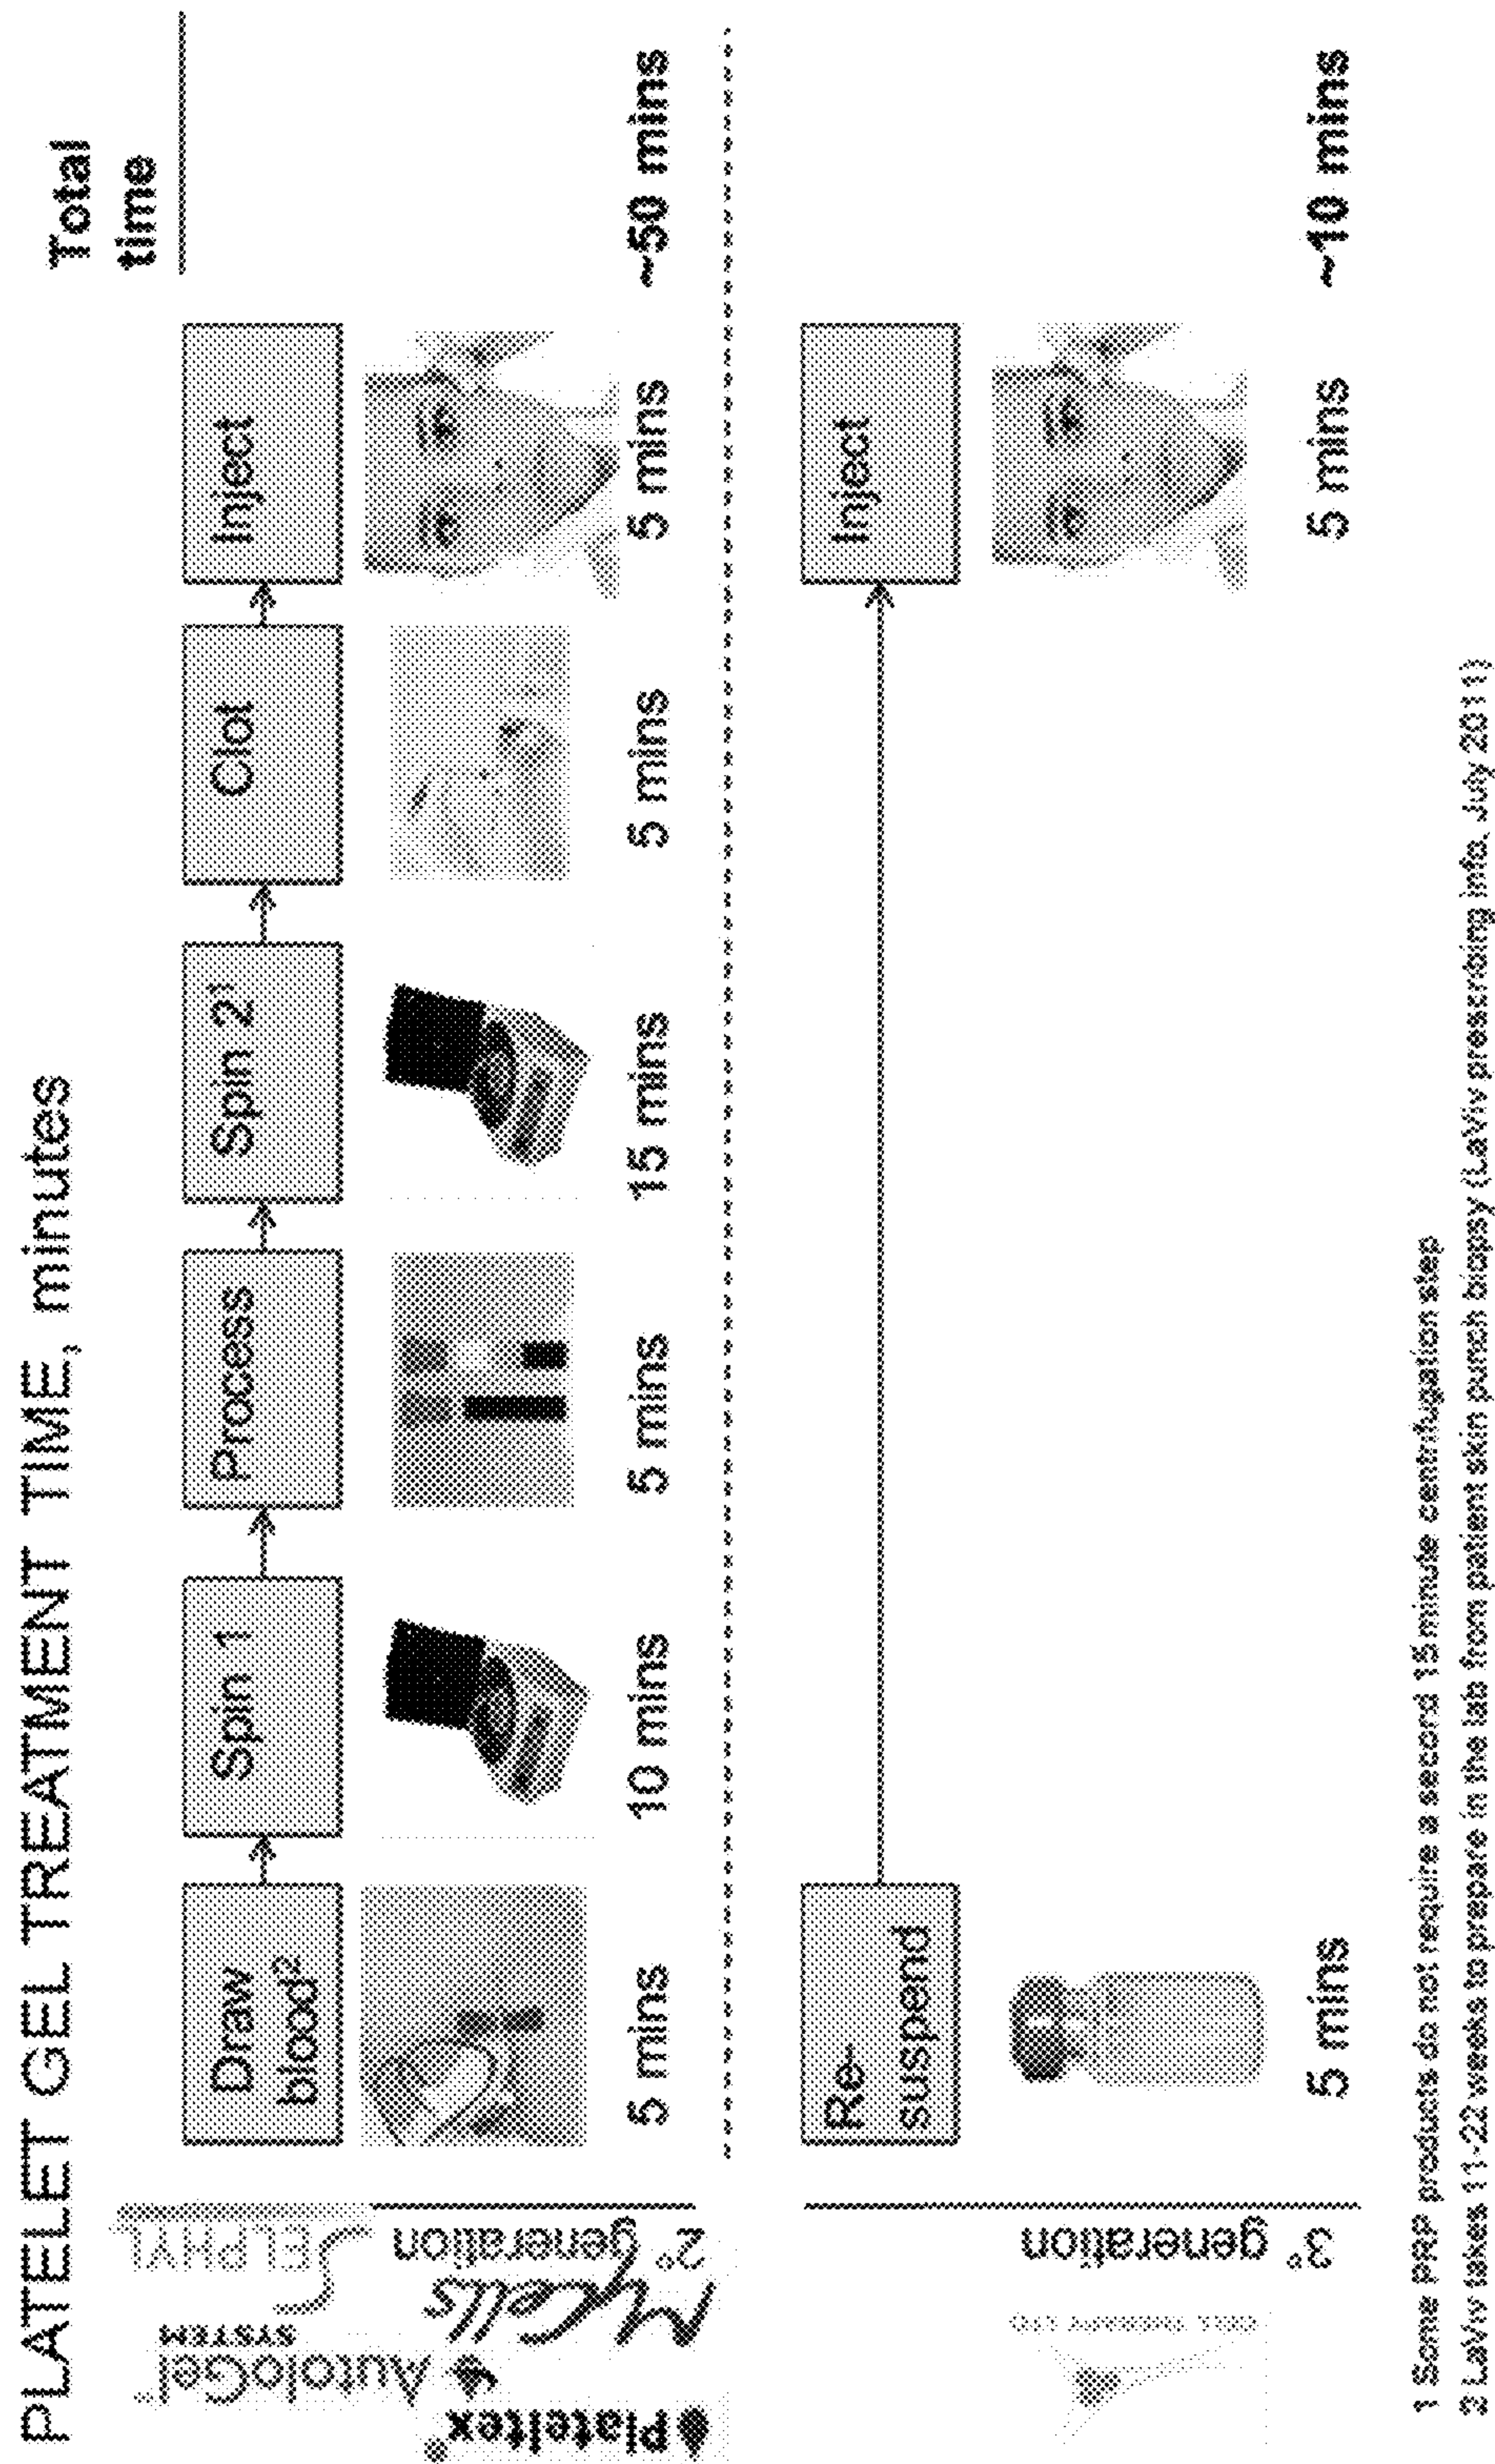 PLATELET GEL TREATMENT TIME, minutes
Total
time
Plateltex
AutoloGel
SYSTEM
MyCells
SELPHYL
2° generation
Draw
blood²
Spin 1
Process
Spin 2¹
Clot
Inject
5 mins
10 mins
5 mins
15 mins
5 mins
5 mins
~50 mins
3° generation
Re-
suspend
Inject
5 mins
5 mins
~10 mins
1 Some PRP products do not require a second 15 minute centrifugation step
2 LaViv takes 11-22 weeks to prepare in the lab from patient skin punch biopsy (LaViv prescribing info, July 2011)